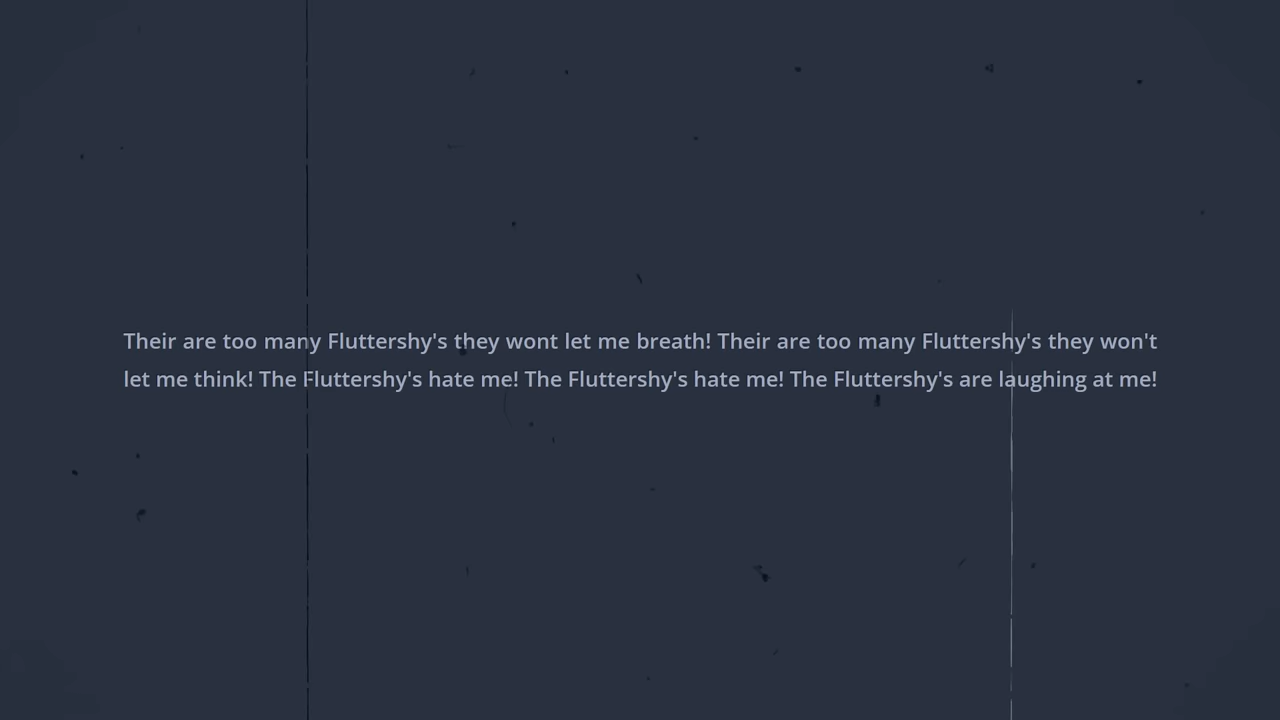 Their are too many Fluttershy's they wont let me breath! Their are too many Fluttershy's they won't
let me think! The Fluttershy's hate me! The Fluttershy's hate me! The Fluttershy's are laughing at me!